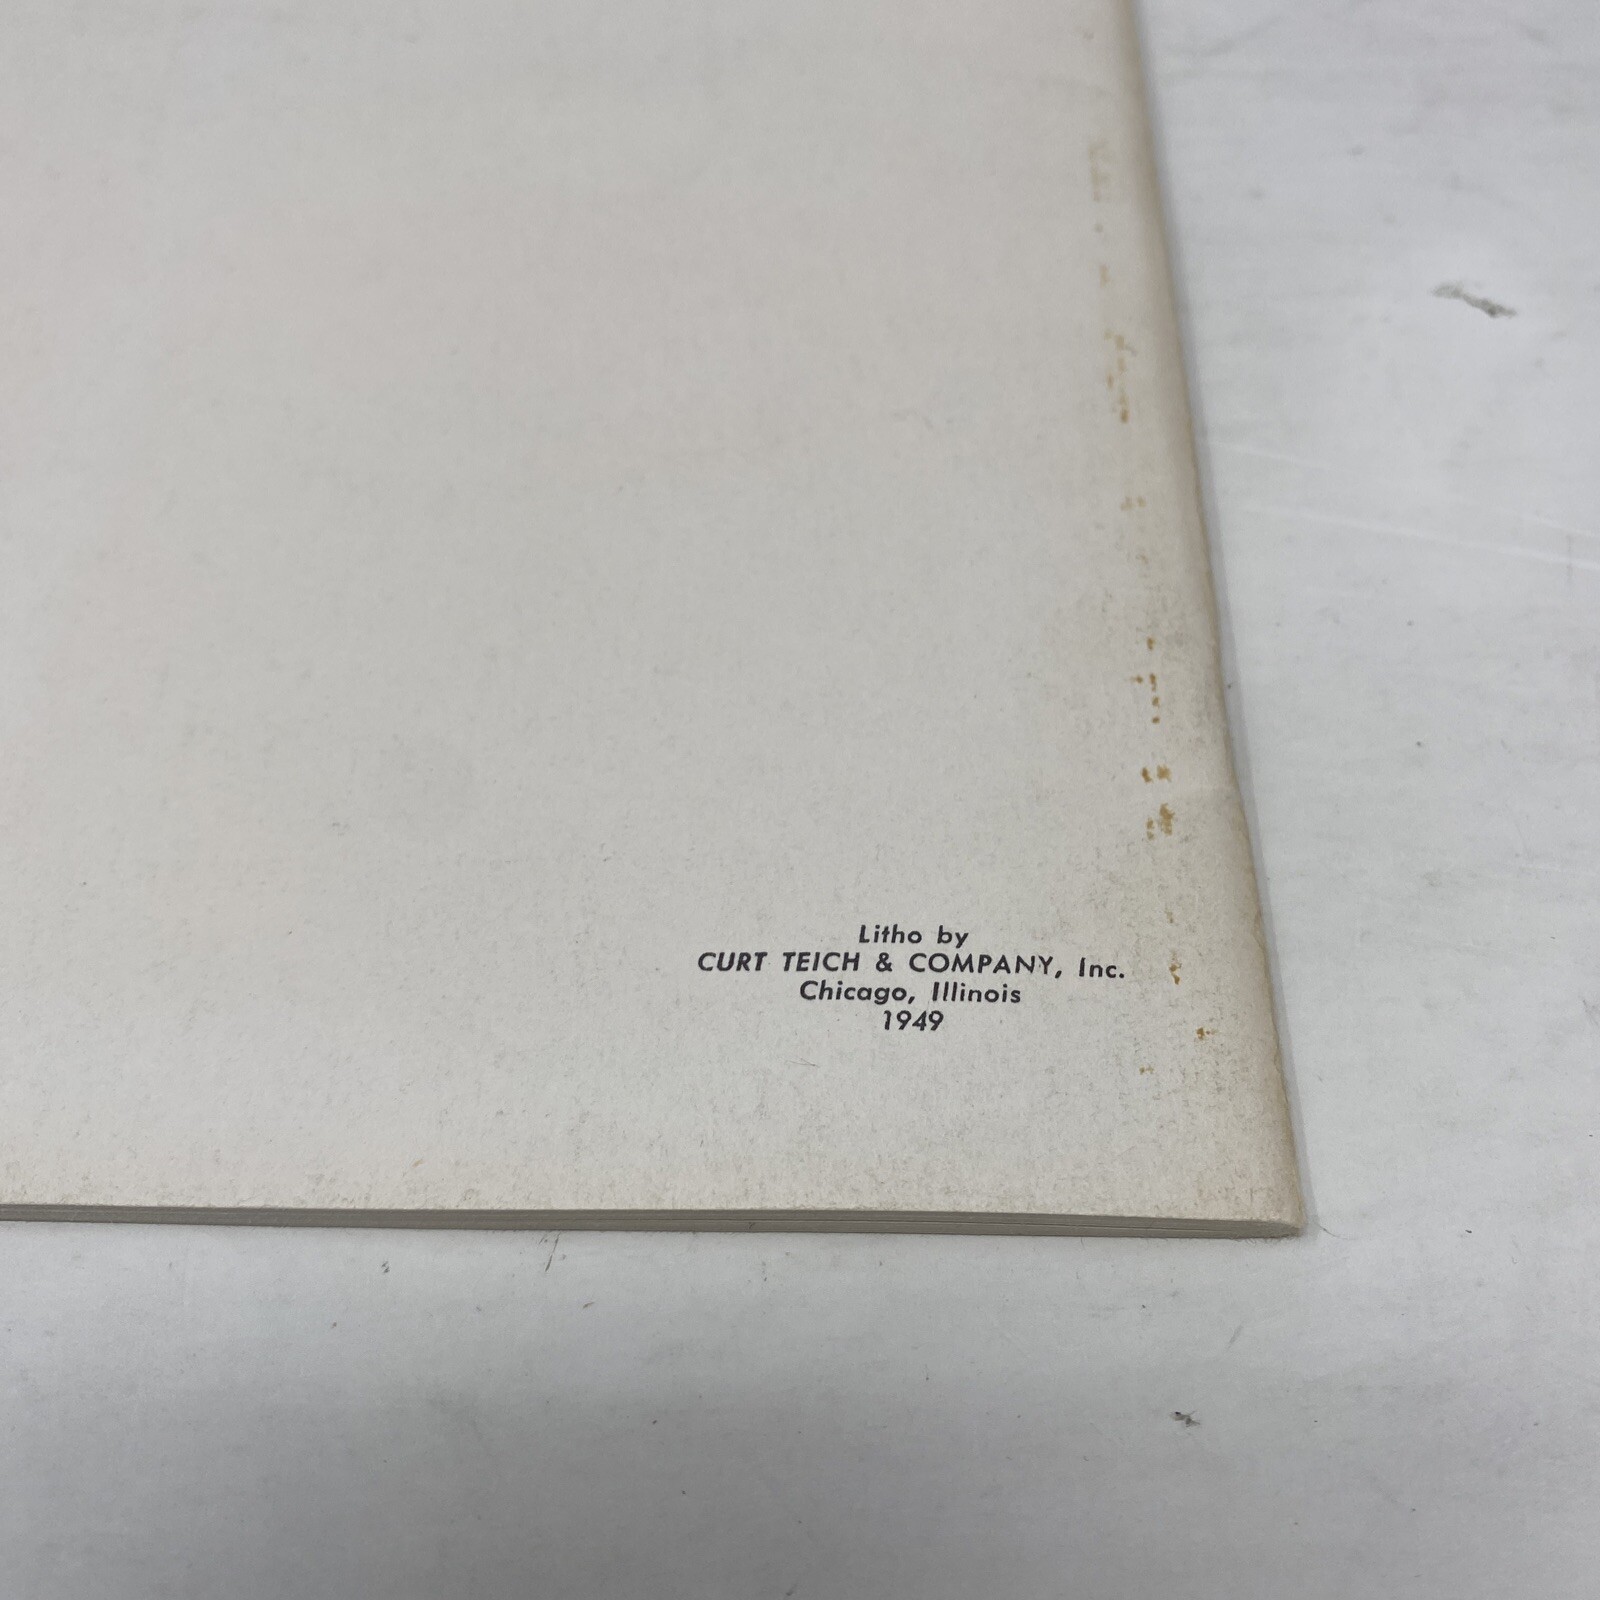 Litho by
CURT TEICH & COMPANY, Inc.
Chicago, Illinois
1949